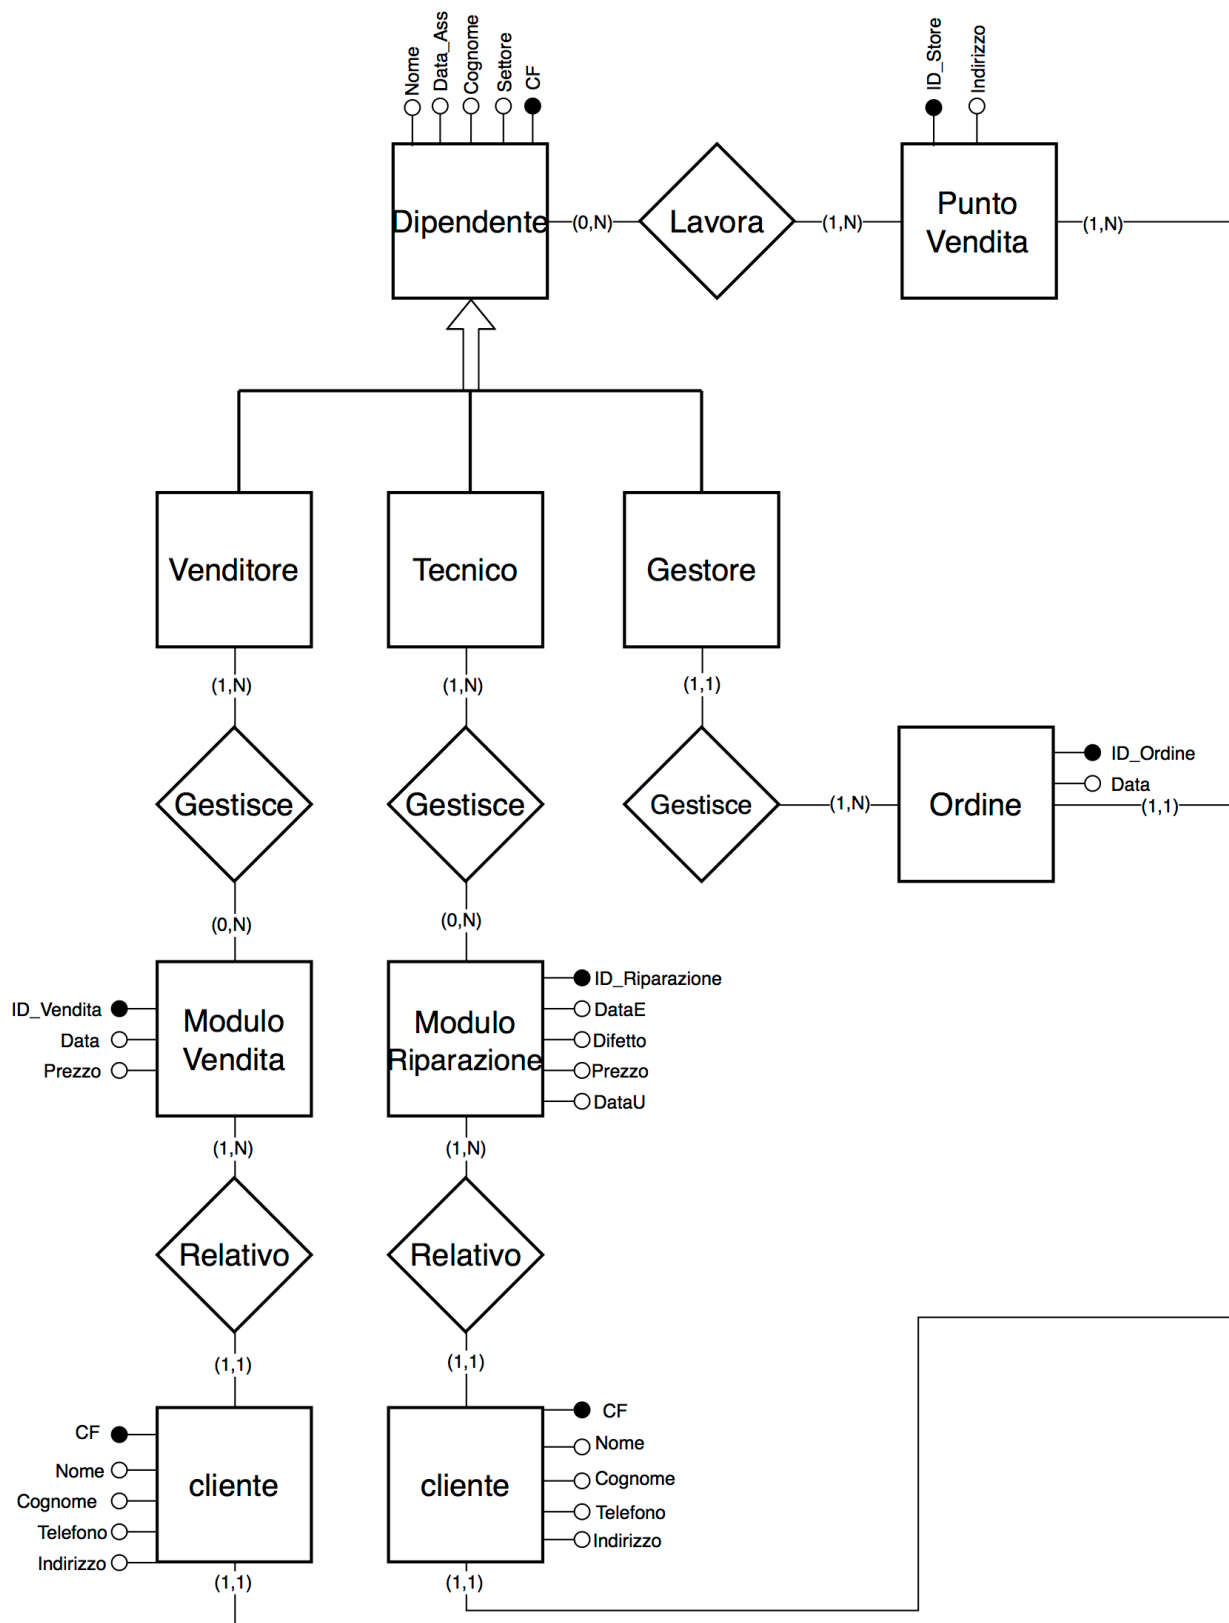 Nome
Data_Ass
Cognome
Settore
CF
ID_Store
Indirizzo
Dipendente
(0,N)
Lavora
(1,N)
Punto
Vendita
(1,N)
Venditore
Tecnico
Gestore
(1,N)
(1,N)
(1,1)
Gestisce
Gestisce
Gestisce
(1,N)
Ordine
ID_Ordine
Data
(1,1)
(0,N)
(0,N)
ID_Vendita
Data
Prezzo
Modulo
Vendita
Modulo
Riparazione
ID_Riparazione
DataE
Difetto
Prezzo
DataU
(1,N)
(1,N)
Relativo
Relativo
(1,1)
(1,1)
CF
Nome
Cognome
Telefono
Indirizzo
cliente
cliente
CF
Nome
Cognome
Telefono
Indirizzo
(1,1)
(1,1)